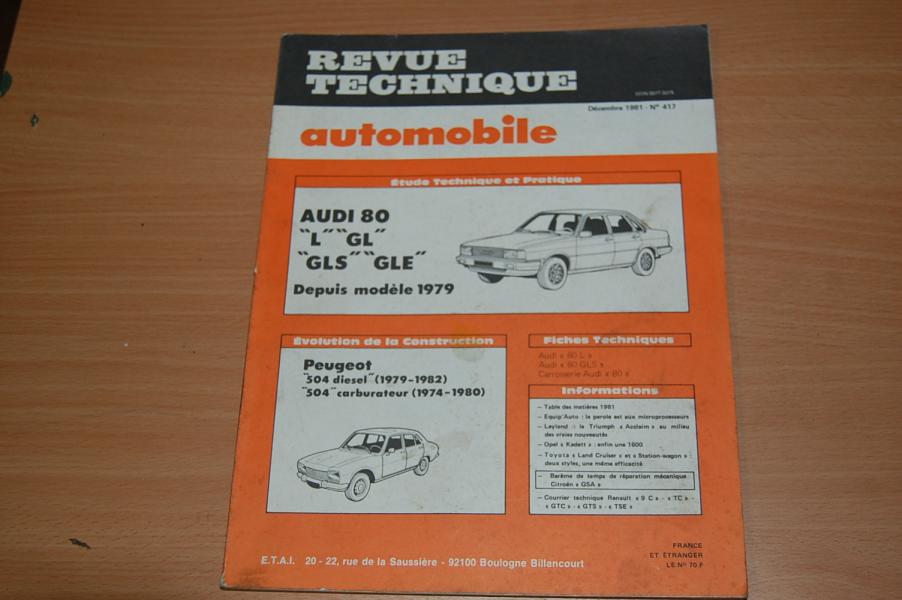 REVUE
TECHNIQUE
Décembre 1981 - N° 417
automobile
Étude Technique et Pratique
AUDI 80
"L" "GL"
"GLS" "GLE"
Depuis modèle 1979
Évolution de la Construction
Peugeot
"504 diesel" (1979-1982)
"504" carburateur (1974-1980)
Fiches Techniques
Audi « 80 L »
Audi « 80 GLS »
Carrosserie Audi « 80 »
Informations
— Table des matières 1981
— Equip'Auto : la parole est aux microprocesseurs
— Leyland : la Triumph « Acclaim » au milieu
des vraies nouveautés
— Opel « Kadett » : enfin une 1600
— Toyota « Land Cruiser » et « Station-wagon » :
deux styles, une même efficacité
— Barème de temps de réparation mécanique
Citroën « GSA »
— Courrier technique Renault « 9 C » - « TC » -
« GTC » - « GTS » - « TSE »
E.T.A.I. 20 - 22, rue de la Saussière - 92100 Boulogne Billancourt
FRANCE
ET ÉTRANGER
LE N° 70 F